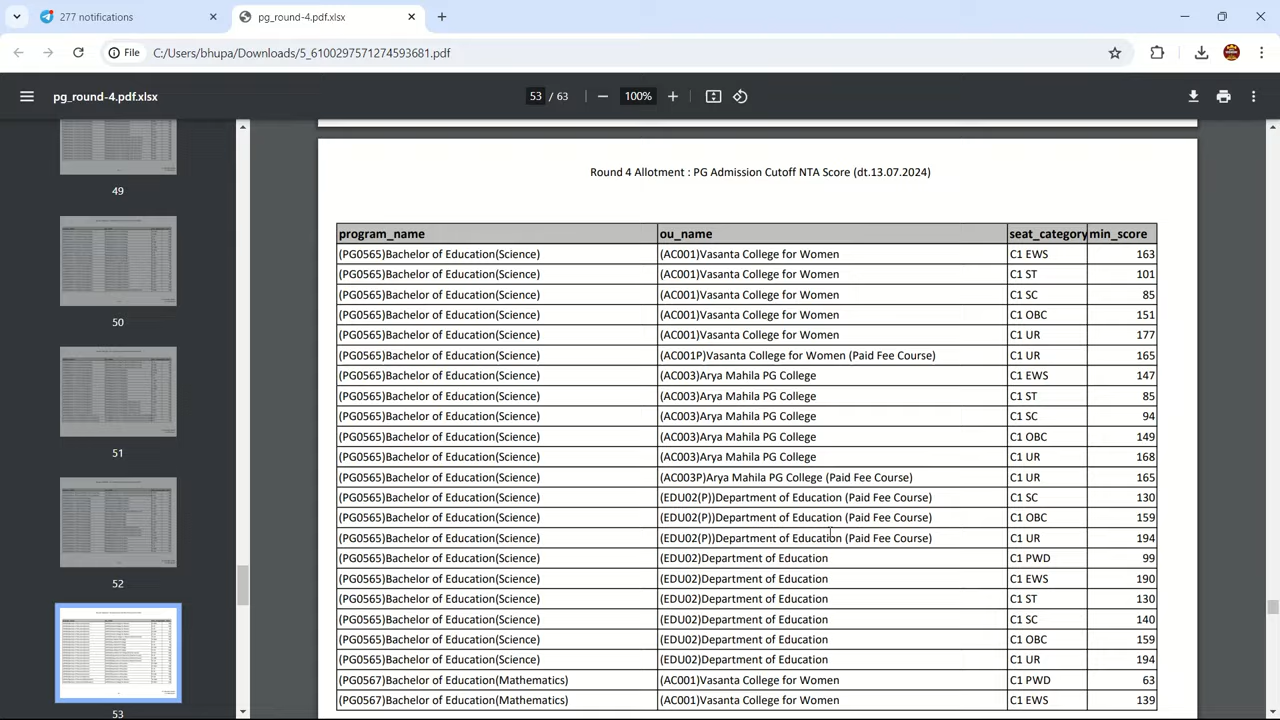 277 notifications
pg_round-4.pdf.xlsx
File
C:/Users/bhupa/Downloads/5_6100297571274593681.pdf
pg_round-4.pdf.xlsx
53 / 63
100%
49
50
51
52
53
Round 4 Allotment : PG Admission Cutoff NTA Score (dt.13.07.2024)
program_name ou_name seat_category min_score
(PG0565)Bachelor of Education(Science) (AC001)Vasanta College for Women C1 EWS 163
(PG0565)Bachelor of Education(Science) (AC001)Vasanta College for Women C1 ST 101
(PG0565)Bachelor of Education(Science) (AC001)Vasanta College for Women C1 SC 85
(PG0565)Bachelor of Education(Science) (AC001)Vasanta College for Women C1 OBC 151
(PG0565)Bachelor of Education(Science) (AC001)Vasanta College for Women C1 UR 177
(PG0565)Bachelor of Education(Science) (AC001P)Vasanta College for Women (Paid Fee Course) C1 UR 165
(PG0565)Bachelor of Education(Science) (AC003)Arya Mahila PG College C1 EWS 147
(PG0565)Bachelor of Education(Science) (AC003)Arya Mahila PG College C1 ST 85
(PG0565)Bachelor of Education(Science) (AC003)Arya Mahila PG College C1 SC 94
(PG0565)Bachelor of Education(Science) (AC003)Arya Mahila PG College C1 OBC 149
(PG0565)Bachelor of Education(Science) (AC003)Arya Mahila PG College C1 UR 168
(PG0565)Bachelor of Education(Science) (AC003P)Arya Mahila PG College (Paid Fee Course) C1 UR 165
(PG0565)Bachelor of Education(Science) (EDU02(P))Department of Education (Paid Fee Course) C1 SC 130
(PG0565)Bachelor of Education(Science) (EDU02(P))Department of Education (Paid Fee Course) C1 OBC 159
(PG0565)Bachelor of Education(Science) (EDU02(P))Department of Education (Paid Fee Course) C1 UR 194
(PG0565)Bachelor of Education(Science) (EDU02)Department of Education C1 PWD 99
(PG0565)Bachelor of Education(Science) (EDU02)Department of Education C1 EWS 190
(PG0565)Bachelor of Education(Science) (EDU02)Department of Education C1 ST 130
(PG0565)Bachelor of Education(Science) (EDU02)Department of Education C1 SC 140
(PG0565)Bachelor of Education(Science) (EDU02)Department of Education C1 OBC 159
(PG0565)Bachelor of Education(Science) (EDU02)Department of Education C1 UR 194
(PG0567)Bachelor of Education(Mathematics) (AC001)Vasanta College for Women C1 PWD 63
(PG0567)Bachelor of Education(Mathematics) (AC001)Vasanta College for Women C1 EWS 139